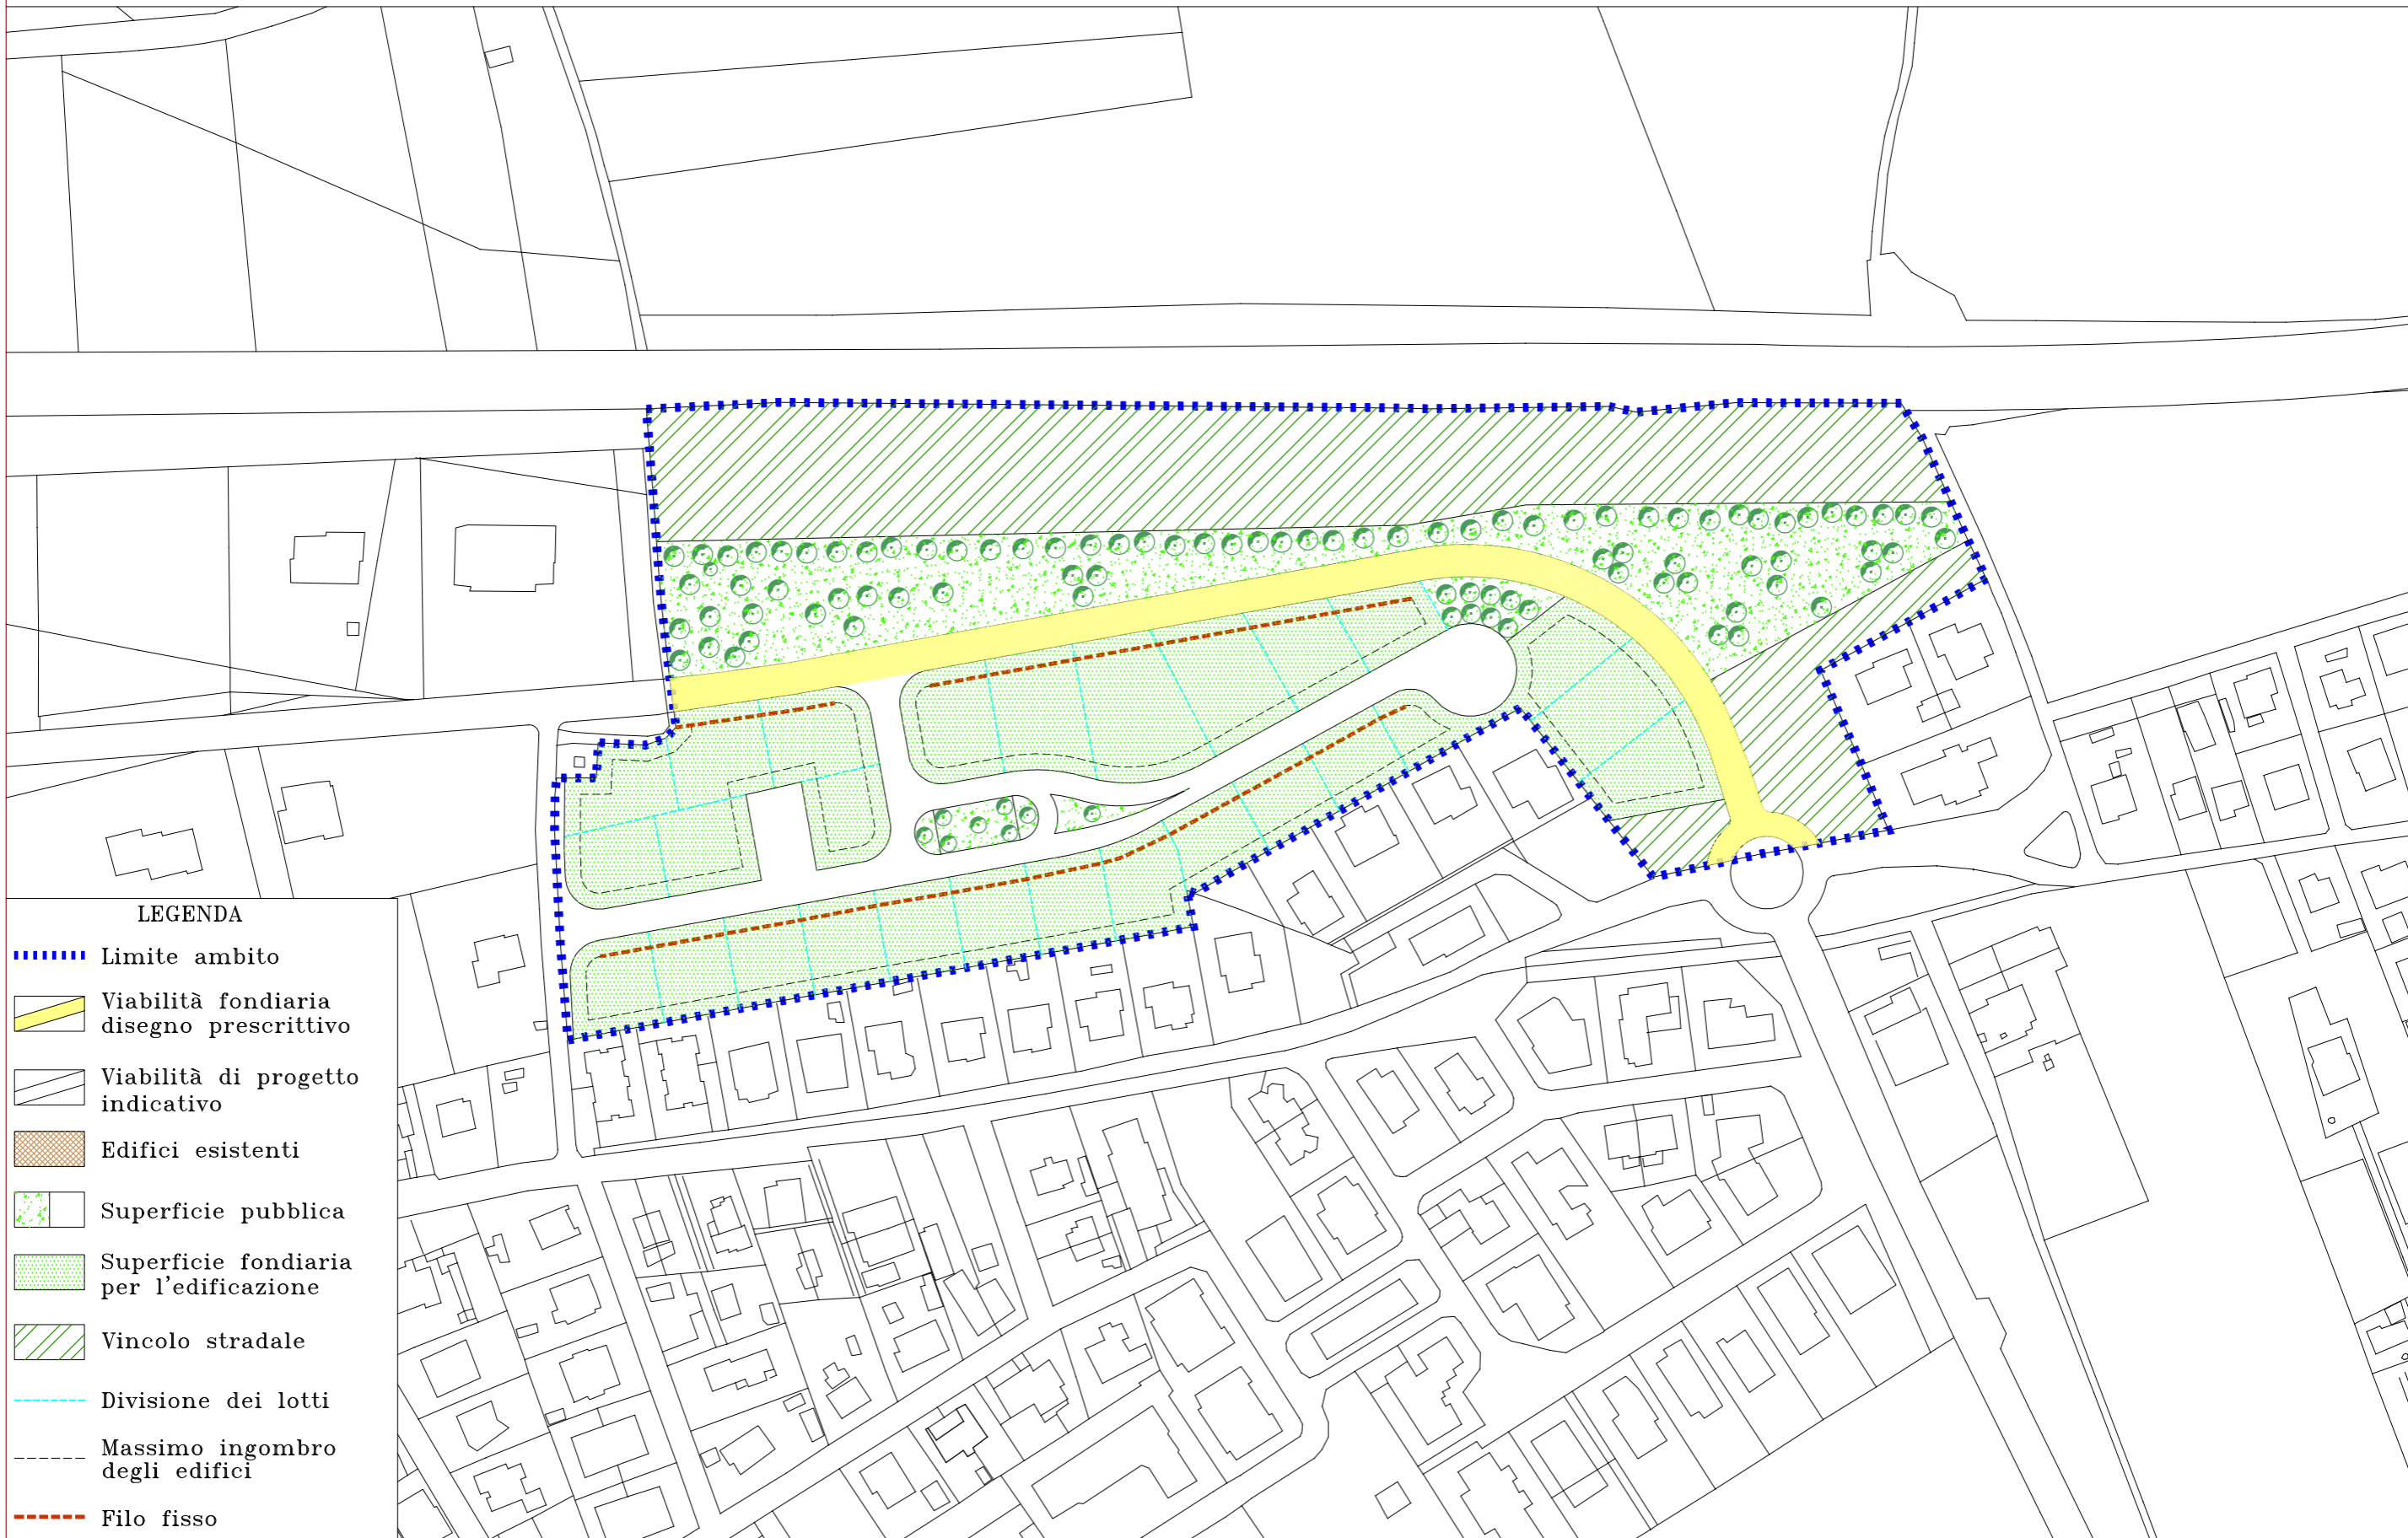 LEGENDA
Limite ambito
Viabilità fondiaria
disegno prescrittivo
Viabilità di progetto
indicativo
Edifici esistenti
Superficie pubblica
Superficie fondiaria
per l'edificazione
Vincolo stradale
Divisione dei lotti
Massimo ingombro
degli edifici
Filo fisso